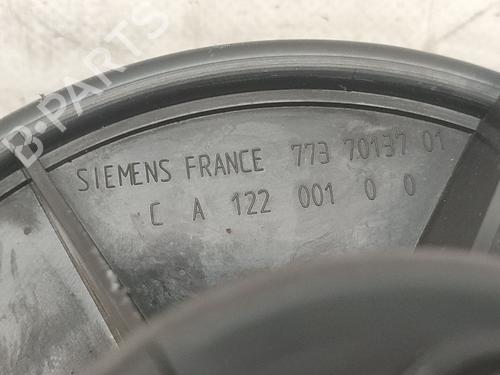 B-PARTS
SIEMENS FRANCE 773 70137 01
C A 122 001 0 0